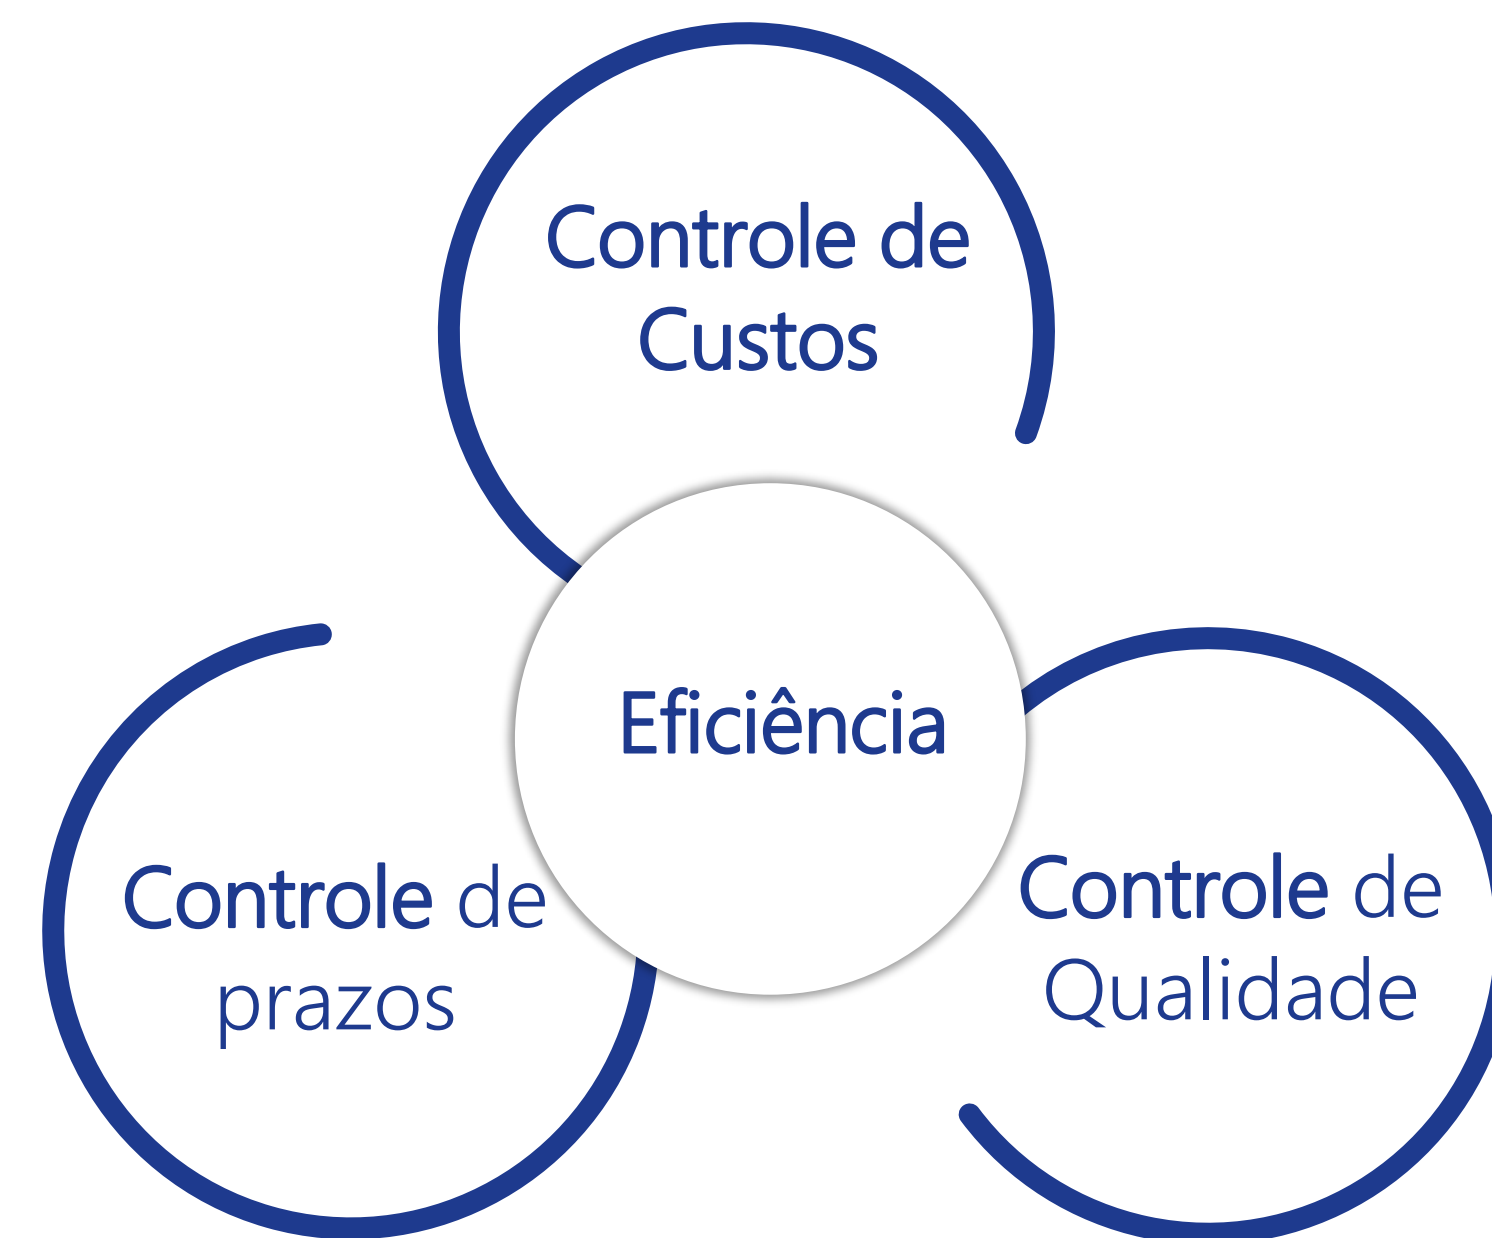 Controle de
Custos
Eficiência
Controle de
prazos
Controle de
Qualidade